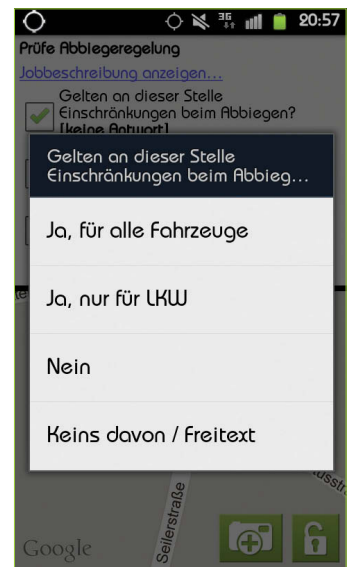 3G 20:57
Prüfe Abbiegeregelung
Jobbeschreibung anzeigen...
Gelten an dieser Stelle
Einschränkungen beim Abbiegen?
[keine Antwort]
Gelten an dieser Stelle
Einschränkungen beim Abbieg...
Ja, für alle Fahrzeuge
Ja, nur für LKW
Nein
Keins davon / Freitext
Seilerstraße
Google